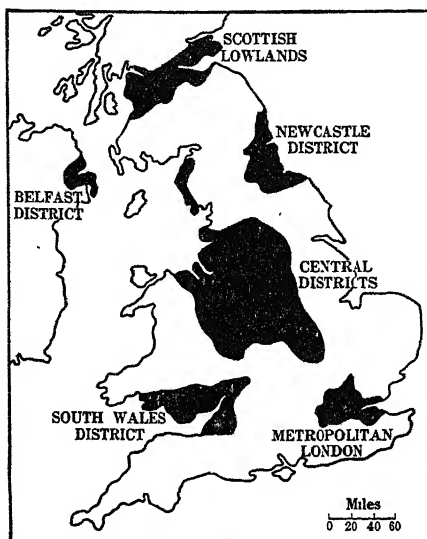 SCOTTISH
LOWLANDS
NEWCASTLE
DISTRICT
BELFAST
DISTRICT
CENTRAL
DISTRICTS
SOUTH WALES
DISTRICT
METROPOLITAN
LONDON
Miles
0 20 40 60